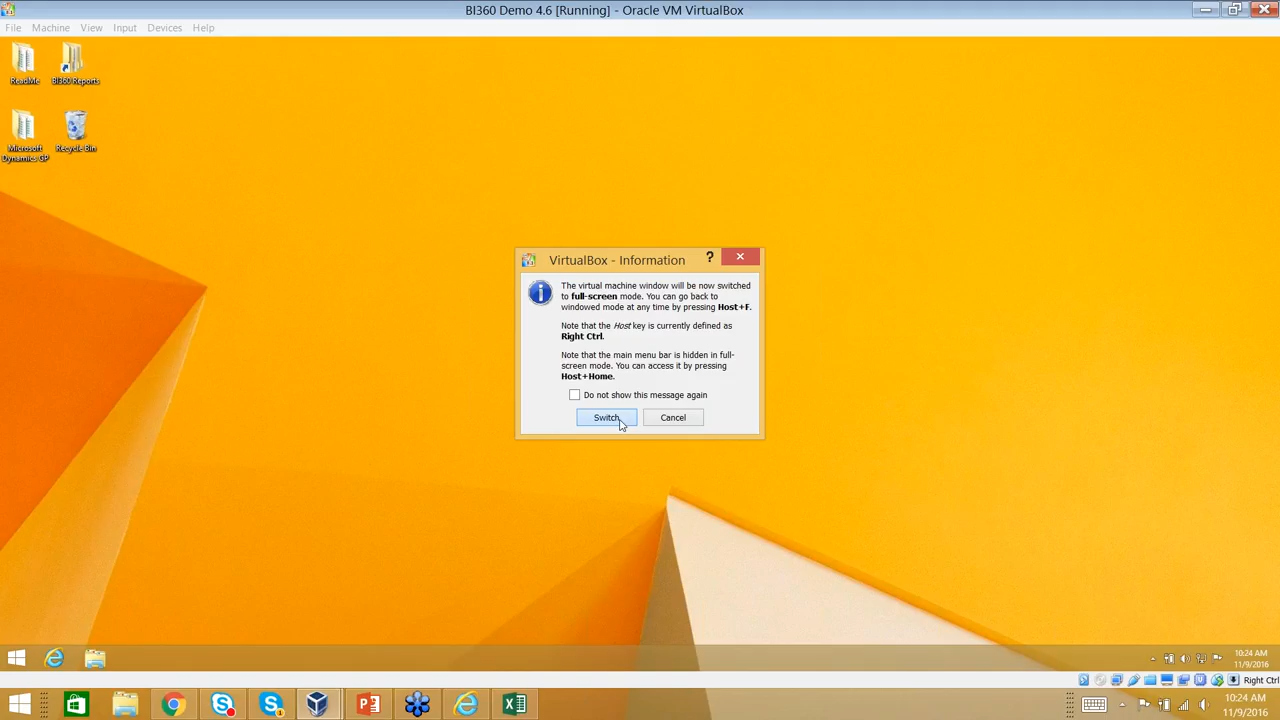 BI360 Demo 4.6 [Running] - Oracle VM VirtualBox
File Machine View Input Devices Help
ReadMe
BI360 Reports
Microsoft Dynamics GP
Recycle Bin
VirtualBox - Information
?
The virtual machine window will be now switched
to full-screen mode. You can go back to
windowed mode at any time by pressing Host+F.
Note that the Host key is currently defined as
Right Ctrl.
Note that the main menu bar is hidden in full-
screen mode. You can access it by pressing
Host+Home.
Do not show this message again
Switch
Cancel
10:24 AM
11/9/2016
Right Ctrl
10:24 AM
11/9/2016